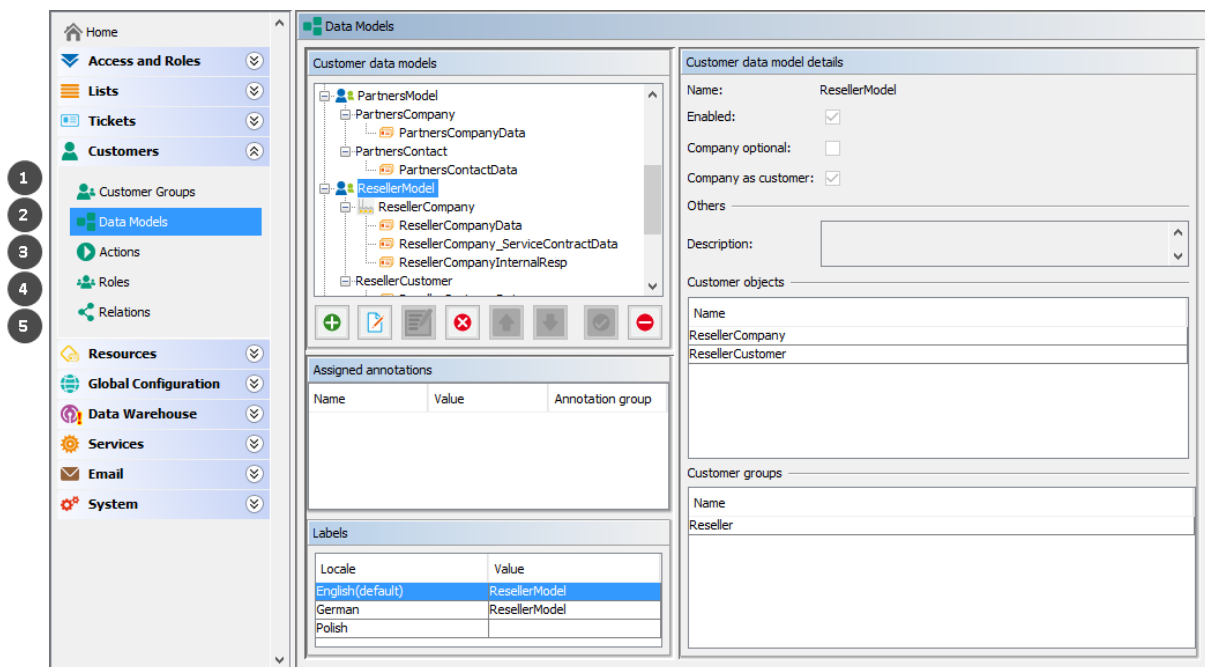 Home
Access and Roles
Lists
Tickets
Customers
1 Customer Groups
2 Data Models
3 Actions
4 Roles
5 Relations
Resources
Global Configuration
Data Warehouse
Services
Email
System
Data Models
Customer data models
PartnersModel
PartnersCompany
PartnersCompanyData
PartnersContact
PartnersContactData
ResellerModel
ResellerCompany
ResellerCompanyData
ResellerCompany_ServiceContractData
ResellerCompanyInternalResp
ResellerCustomer
Assigned annotations
Name Value Annotation group
Labels
Locale Value
English(default) ResellerModel
German ResellerModel
Polish
Customer data model details
Name: ResellerModel
Enabled:
Company optional:
Company as customer:
Others
Description:
Customer objects
Name
ResellerCompany
ResellerCustomer
Customer groups
Name
Reseller